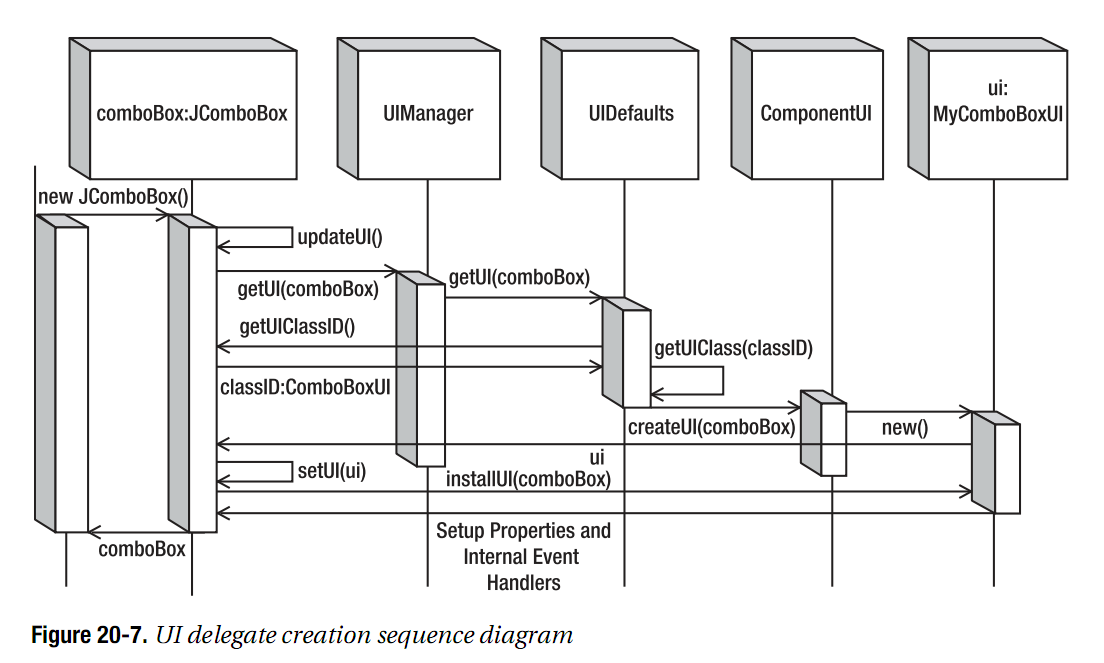 comboBox:JComboBox
UIManager
UIDefaults
ComponentUI
ui:
MyComboBoxUI
new JComboBox()
updateUI()
getUI(comboBox)
getUI(comboBox)
getUIClassID()
getUIClass(classID)
classID:ComboBoxUI
createUI(comboBox)
new()
ui
setUI(ui)
installUI(comboBox)
comboBox
Setup Properties and
Internal Event
Handlers
Figure 20-7. UI delegate creation sequence diagram